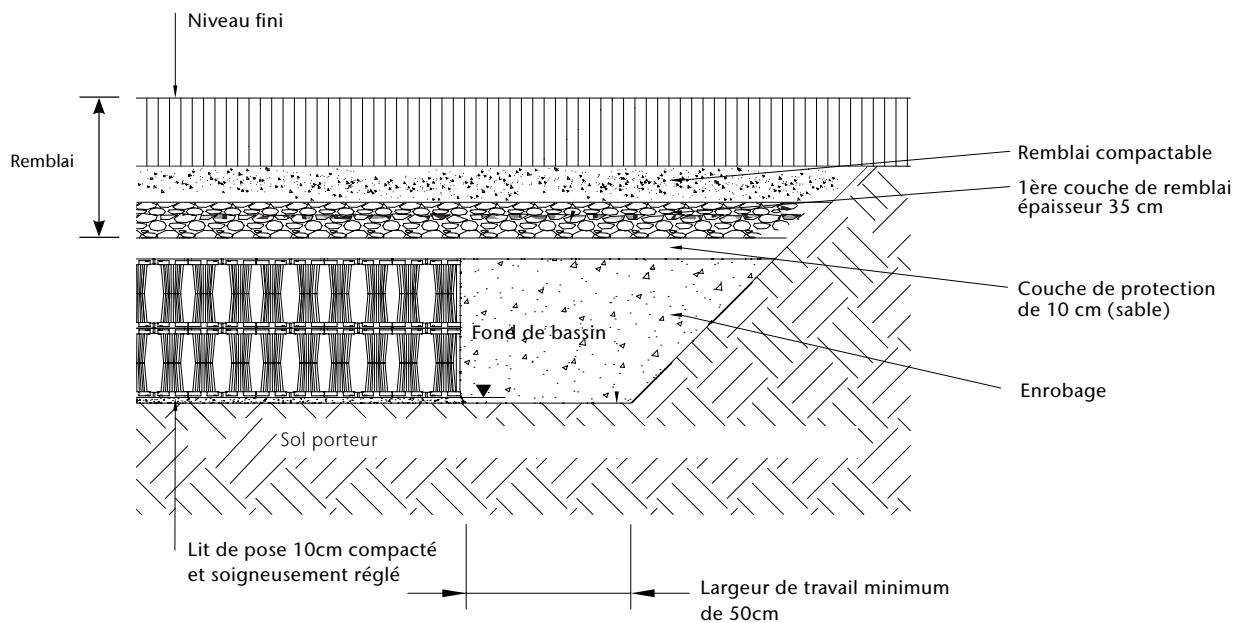 Niveau fini
Remblai
Remblai compactable
1ère couche de remblai
épaisseur 35 cm
Couche de protection
de 10 cm (sable)
Fond de bassin
Enrobage
Sol porteur
Lit de pose 10cm compacté
et soigneusement réglé
Largeur de travail minimum
de 50cm